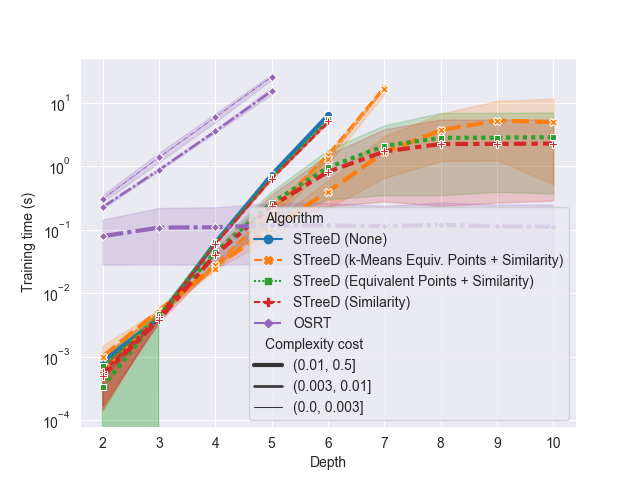 10¹
10⁰
10⁻¹
10⁻²
10⁻³
10⁻⁴
Training time (s)
Algorithm
STreeD (None)
STreeD (k-Means Equiv. Points + Similarity)
STreeD (Equivalent Points + Similarity)
STreeD (Similarity)
OSRT
Complexity cost
(0.01, 0.5]
(0.003, 0.01]
(0.0, 0.003]
2 3 4 5 6 7 8 9 10
Depth